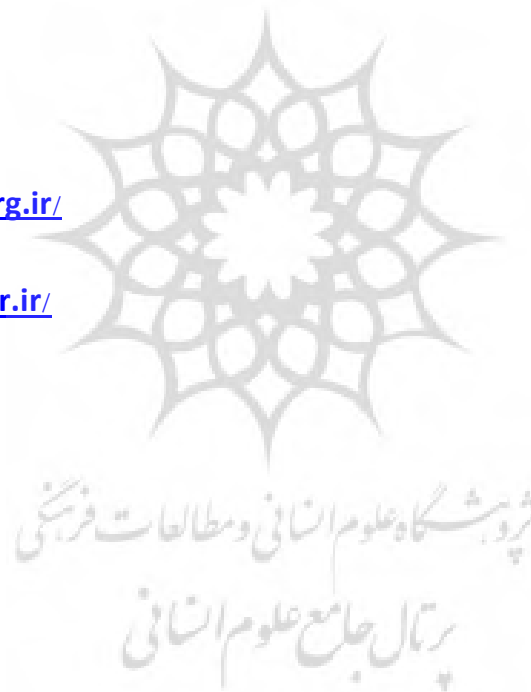 rg.ir/
r.ir/
پژوهشگاه علوم انسانی و مطالعات فرهنگی
پرتال جامع علوم انسانی